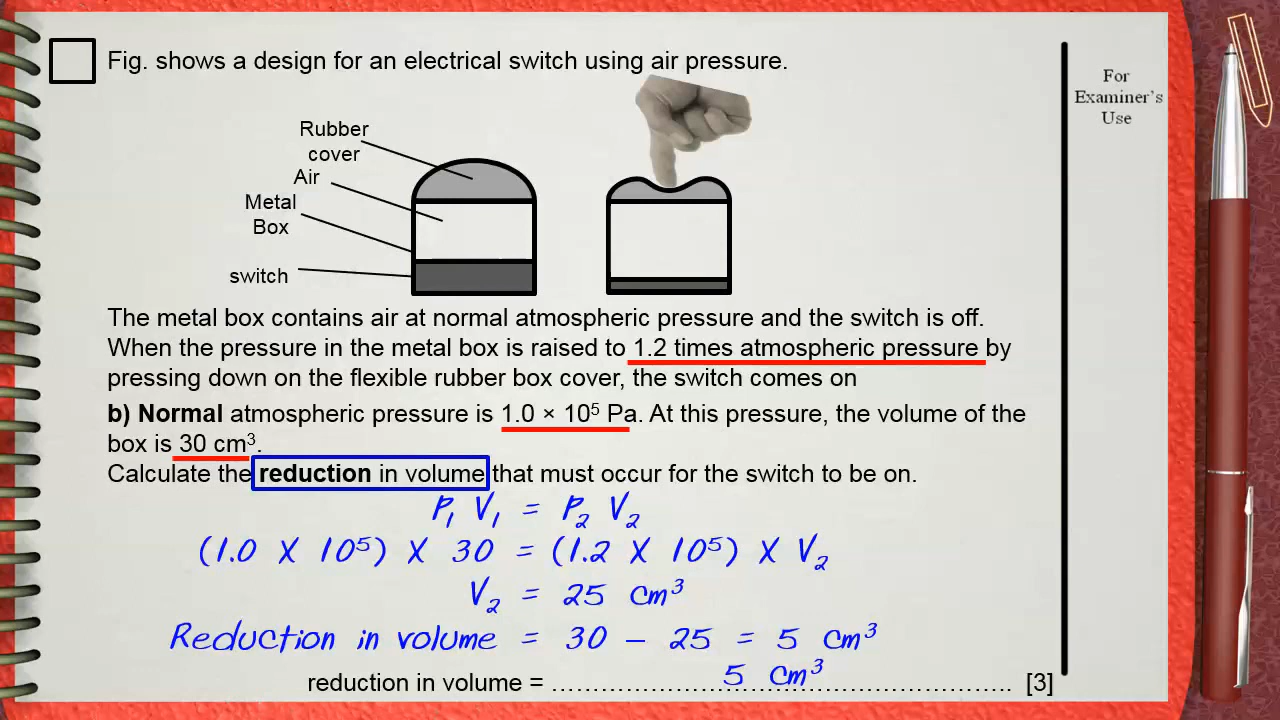 Fig. shows a design for an electrical switch using air pressure.
For
Examiner's
Use
Rubber
cover
Air
Metal
Box
switch
The metal box contains air at normal atmospheric pressure and the switch is off.
When the pressure in the metal box is raised to 1.2 times atmospheric pressure by
pressing down on the flexible rubber box cover, the switch comes on
b) Normal atmospheric pressure is 1.0 × 10⁵ Pa. At this pressure, the volume of the
box is 30 cm³.
Calculate the reduction in volume that must occur for the switch to be on.
P₁ V₁ = P₂ V₂
(1.0 X 10⁵) X 30 = (1.2 X 10⁵) X V₂
V₂ = 25 cm³
Reduction in volume = 30 – 25 = 5 cm³
reduction in volume = ................5 cm³................ [3]